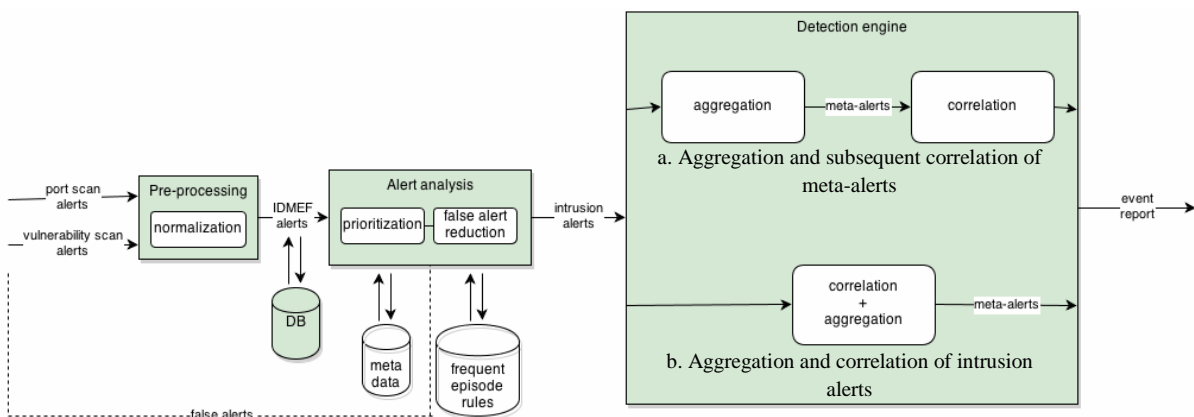 port scan
alerts
vulnerability scan
alerts
Pre-processing
normalization
IDMEF
alerts
DB
Alert analysis
prioritization
false alert
reduction
meta
data
frequent
episode
rules
false alerts
intrusion
alerts
Detection engine
aggregation
meta-alerts
correlation
a. Aggregation and subsequent correlation of
meta-alerts
correlation
+
aggregation
meta-alerts
b. Aggregation and correlation of intrusion
alerts
event
report